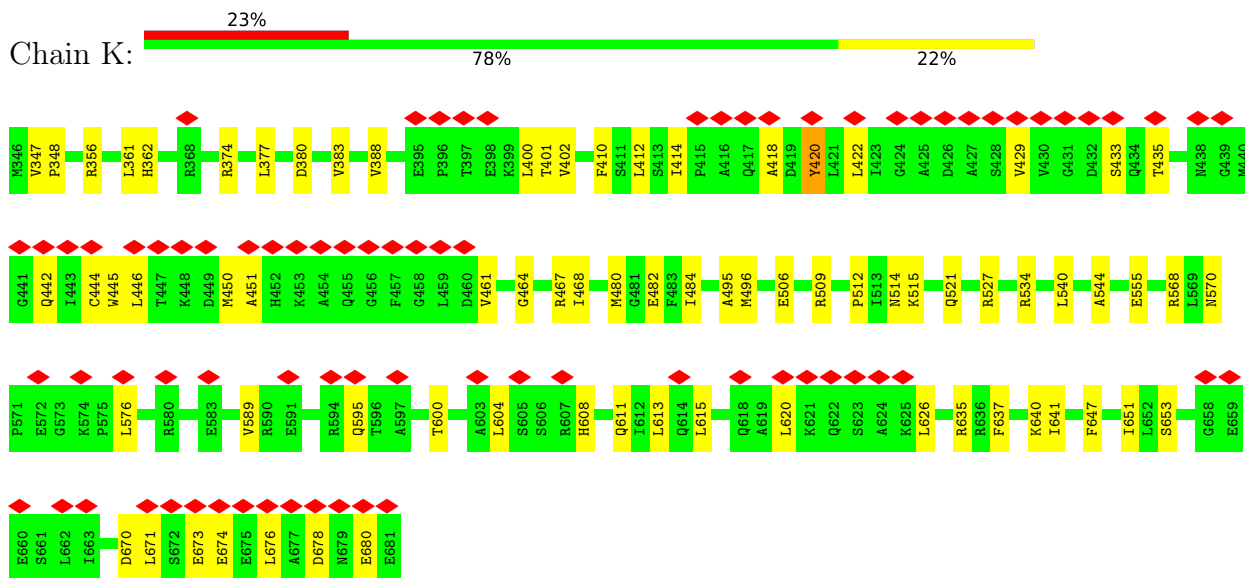 23%
Chain K:
78% 22%
M346 V347 P348 R356 L361 H362 R368 R374 L377 D380 V383 V388 E395 P396 T397 E398 K399 L400 T401 V402 F410 S411 L412 S413 I414 P415 A416 Q417 A418 D419 Y420 L421 L422 I423 G424 A425 D426 A427 S428 V429 V430 G431 D432 S433 Q434 T435 N438 G439 M440
G441 Q442 I443 C444 W445 L446 T447 K448 D449 M450 A451 H452 K453 A454 Q455 G456 F457 G458 L459 D460 V461 G464 R467 I468 M480 G481 E482 F483 I484 A495 M496 E506 R509 P512 I513 N514 K515 Q521 R527 R534 L540 A544 E555 R568 L569 N570
P571 E572 G573 K574 P575 L576 R580 E583 V589 R590 E591 R594 Q595 T596 A597 T600 A603 L604 S605 S606 R607 H608 Q611 I612 L613 Q614 L615 Q618 A619 L620 K621 Q622 S623 A624 K625 L626 R635 R636 F637 K640 I641 F647 I651 L652 S653 G658 E659
E660 S661 L662 I663 D670 L671 S672 E673 E674 E675 L676 A677 D678 N679 E680 E681